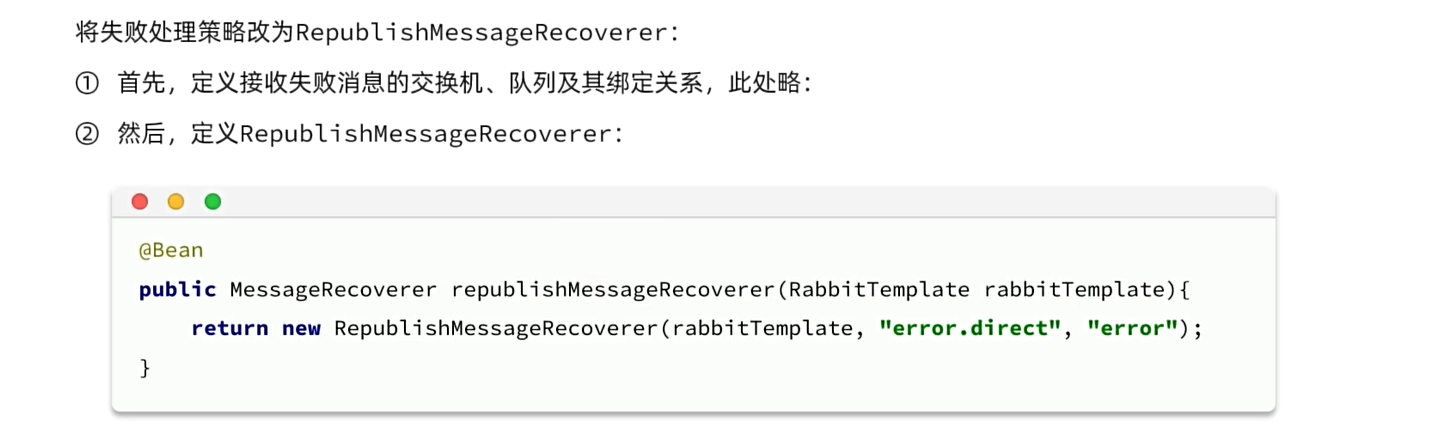 将失败处理策略改为RepublishMessageRecoverer：
① 首先，定义接收失败消息的交换机、队列及其绑定关系，此处略：
② 然后，定义RepublishMessageRecoverer：
@Bean
public MessageRecoverer republishMessageRecoverer(RabbitTemplate rabbitTemplate){
    return new RepublishMessageRecoverer(rabbitTemplate, "error.direct", "error");
}